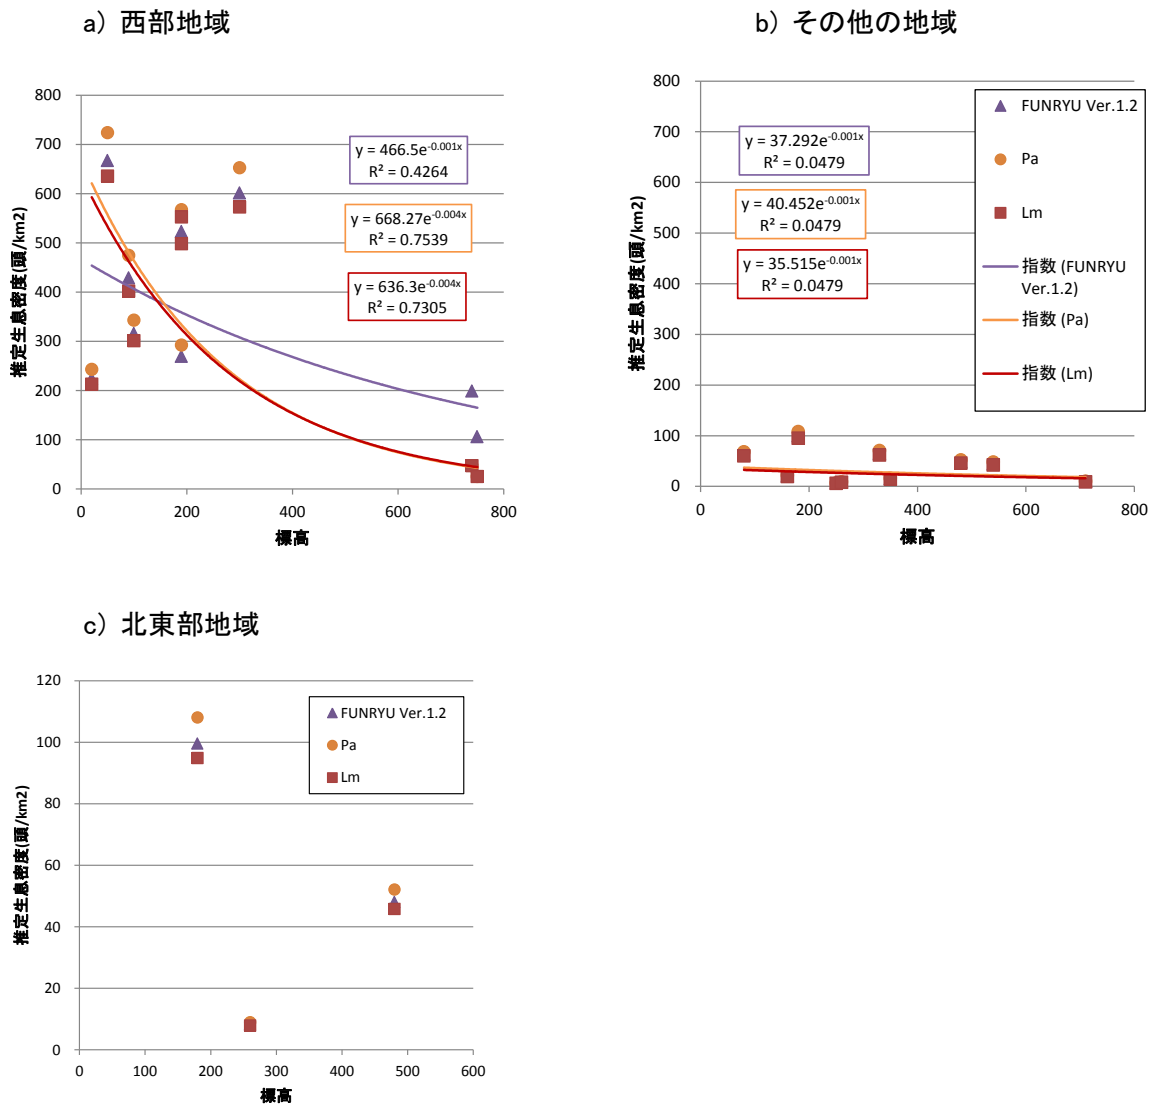 a) 西部地域
800
700
600
500
400
300
200
100
0
0
200
400
600
800
推定生息密度(頭/km2)
標高
y = 466.5e^-0.001x
R² = 0.4264
y = 668.27e^-0.004x
R² = 0.7539
y = 636.3e^-0.004x
R² = 0.7305
b) その他の地域
800
700
600
500
400
300
200
100
0
0
200
400
600
800
推定生息密度(頭/km2)
標高
y = 37.292e^-0.001x
R² = 0.0479
y = 40.452e^-0.001x
R² = 0.0479
y = 35.515e^-0.001x
R² = 0.0479
FUNRYU Ver.1.2
Pa
Lm
指数 (FUNRYU
Ver.1.2)
指数 (Pa)
指数 (Lm)
c) 北東部地域
120
100
80
60
40
20
0
0
100
200
300
400
500
600
推定生息密度(頭/km2)
標高
FUNRYU Ver.1.2
Pa
Lm